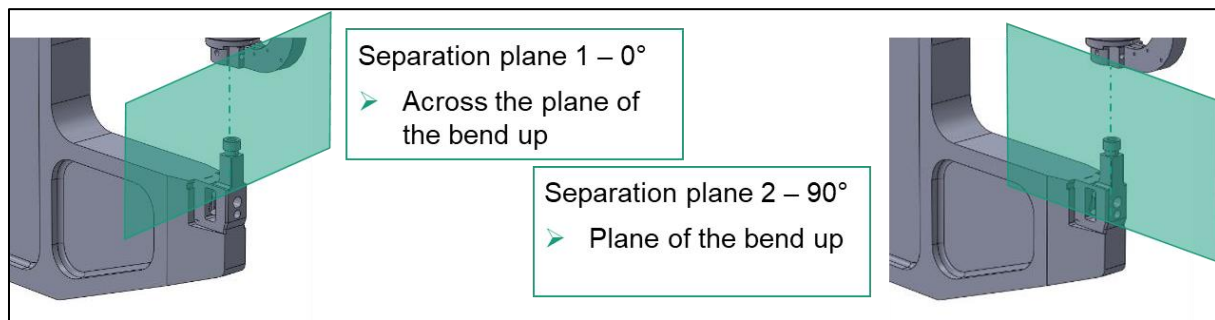 Separation plane 1 – 0°
➢ Across the plane of
the bend up
Separation plane 2 – 90°
➢ Plane of the bend up